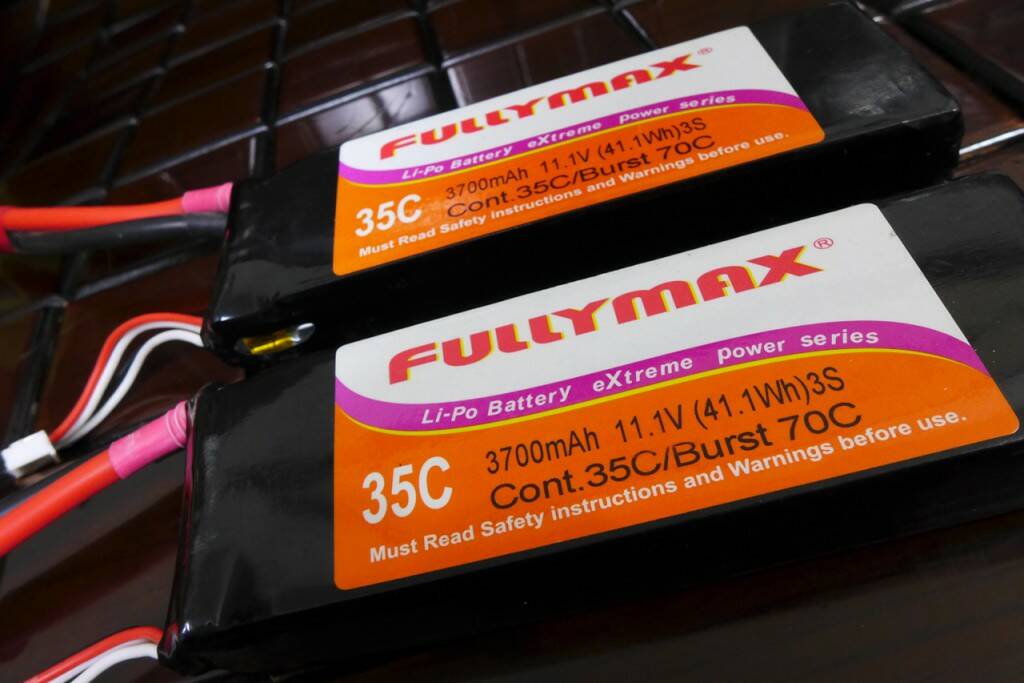 FULLYMAX®
Li-Po Battery eXtreme power series
3700mAh 11.1V (41.1Wh)3S
35C Cont.35C/Burst 70C
Must Read Safety instructions and Warnings before use.
FULLYMAX®
Li-Po Battery eXtreme power series
3700mAh 11.1V (41.1Wh)3S
35C Cont.35C/Burst 70C
Must Read Safety instructions and Warnings before use.